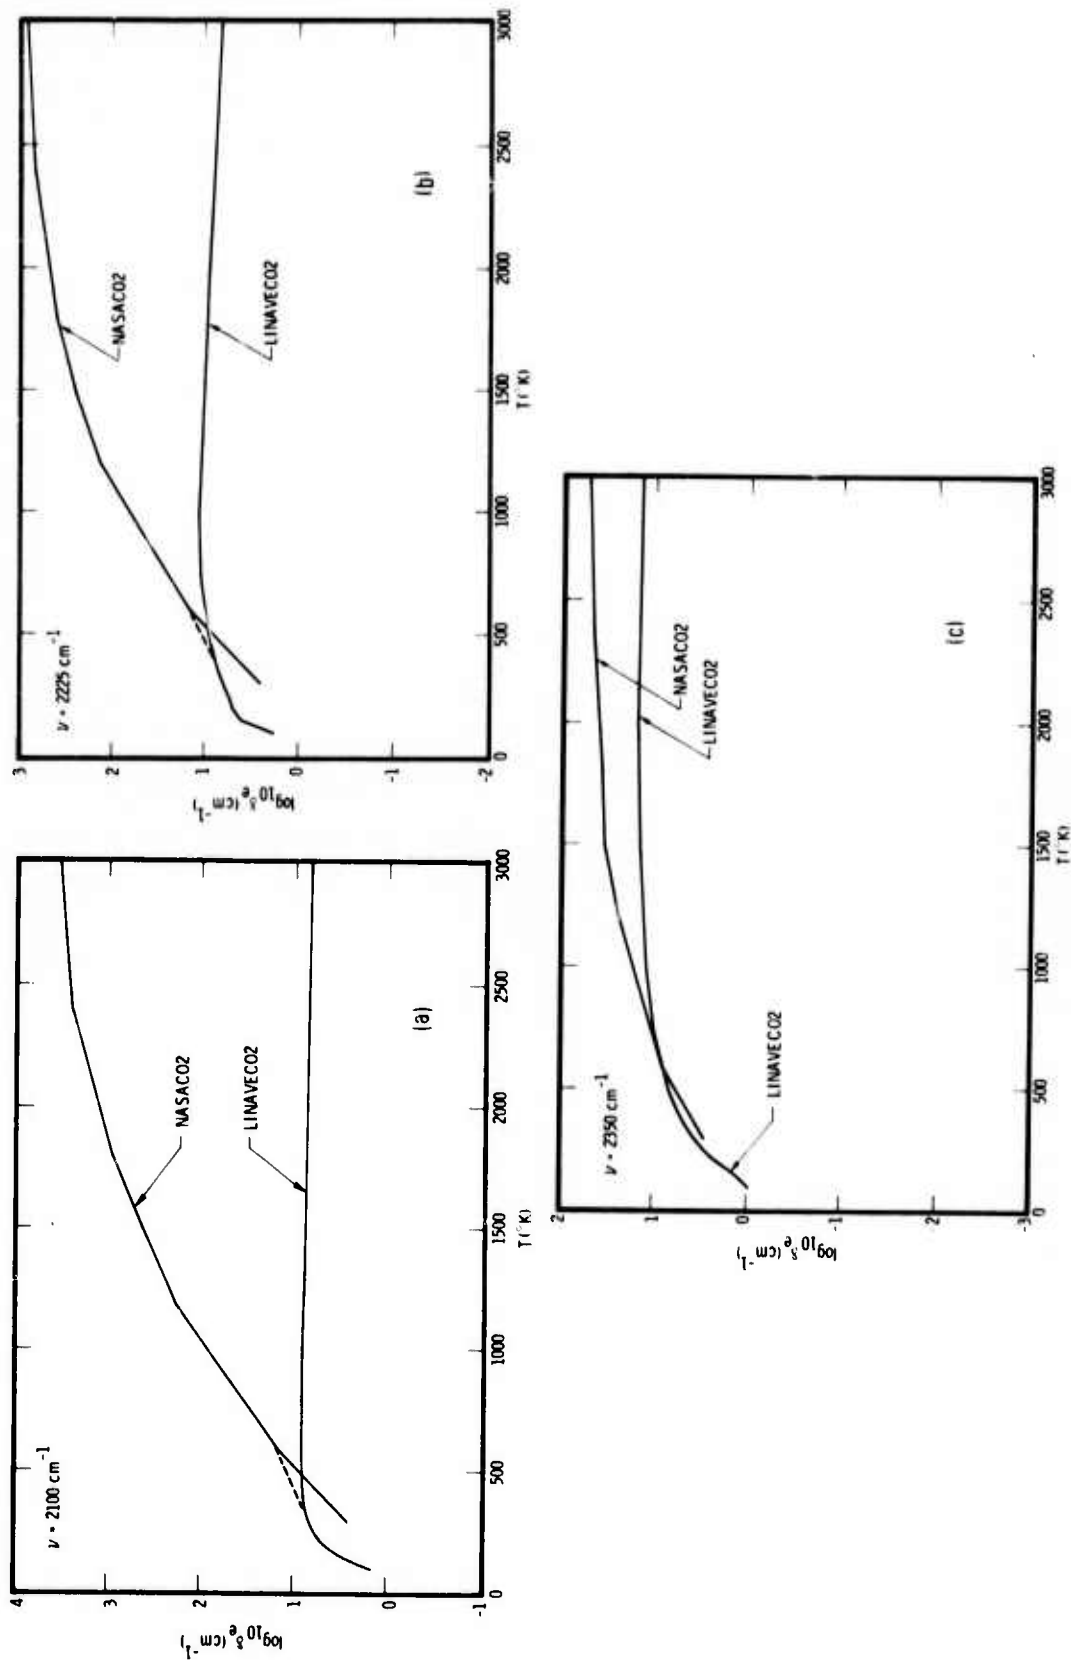 ν = 2100 cm⁻¹
4
3
2
1
0
-1
log₁₀ δₑ (cm⁻¹)
0
500
1000
1500
2000
2500
3000
T (°K)
NASACO2
LINAVECO2
(a)
ν = 2225 cm⁻¹
3
2
1
0
-1
-2
log₁₀ δₑ (cm⁻¹)
0
500
1000
1500
2000
2500
3000
T (°K)
NASACO2
LINAVECO2
(b)
ν = 2350 cm⁻¹
2
1
0
-1
-2
-3
log₁₀ δₑ (cm⁻¹)
0
500
1000
1500
2000
2500
3000
T (°K)
NASACO2
LINAVECO2
LINAVECO2
(c)